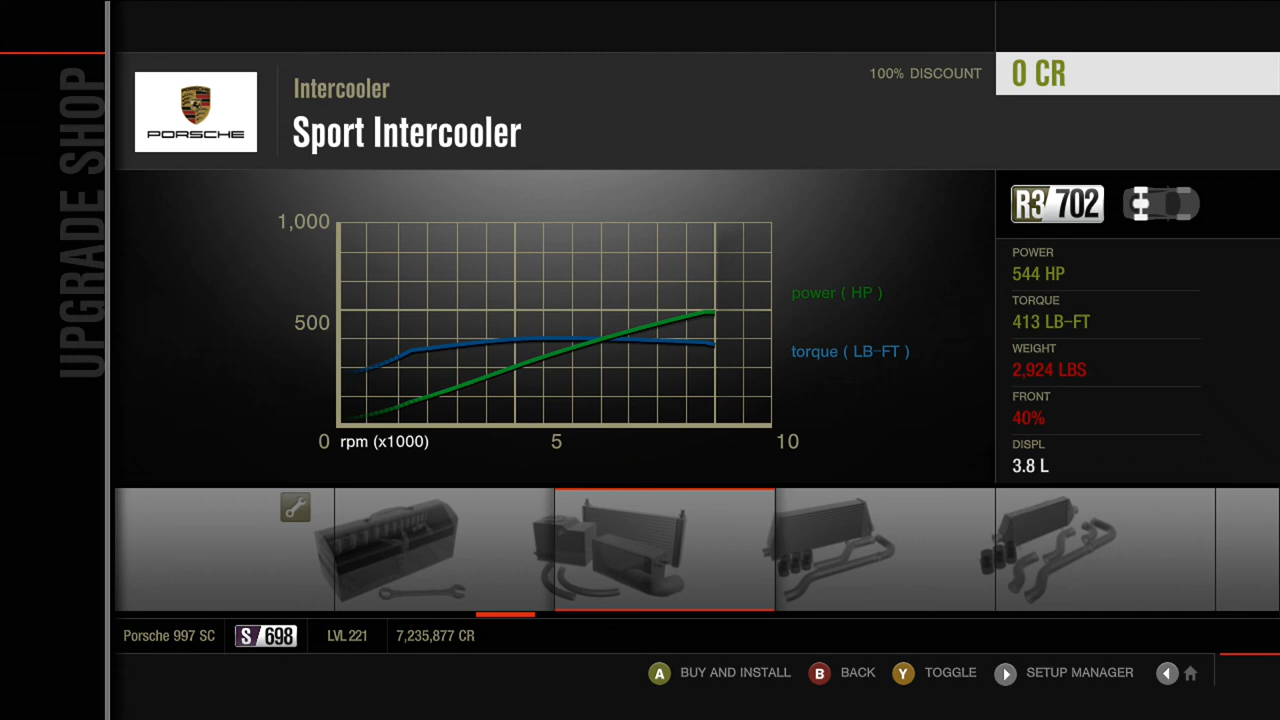 UPGRADE SHOP
PORSCHE
Intercooler
Sport Intercooler
100% DISCOUNT
0 CR
1,000
500
0
rpm (x1000)
5
10
power ( HP )
torque ( LB-FT )
R3 702
POWER
544 HP
TORQUE
413 LB-FT
WEIGHT
2,924 LBS
FRONT
40%
DISPL
3.8 L
Porsche 997 SC
S 698
LVL 221
7,235,877 CR
A BUY AND INSTALL
B BACK
Y TOGGLE
SETUP MANAGER